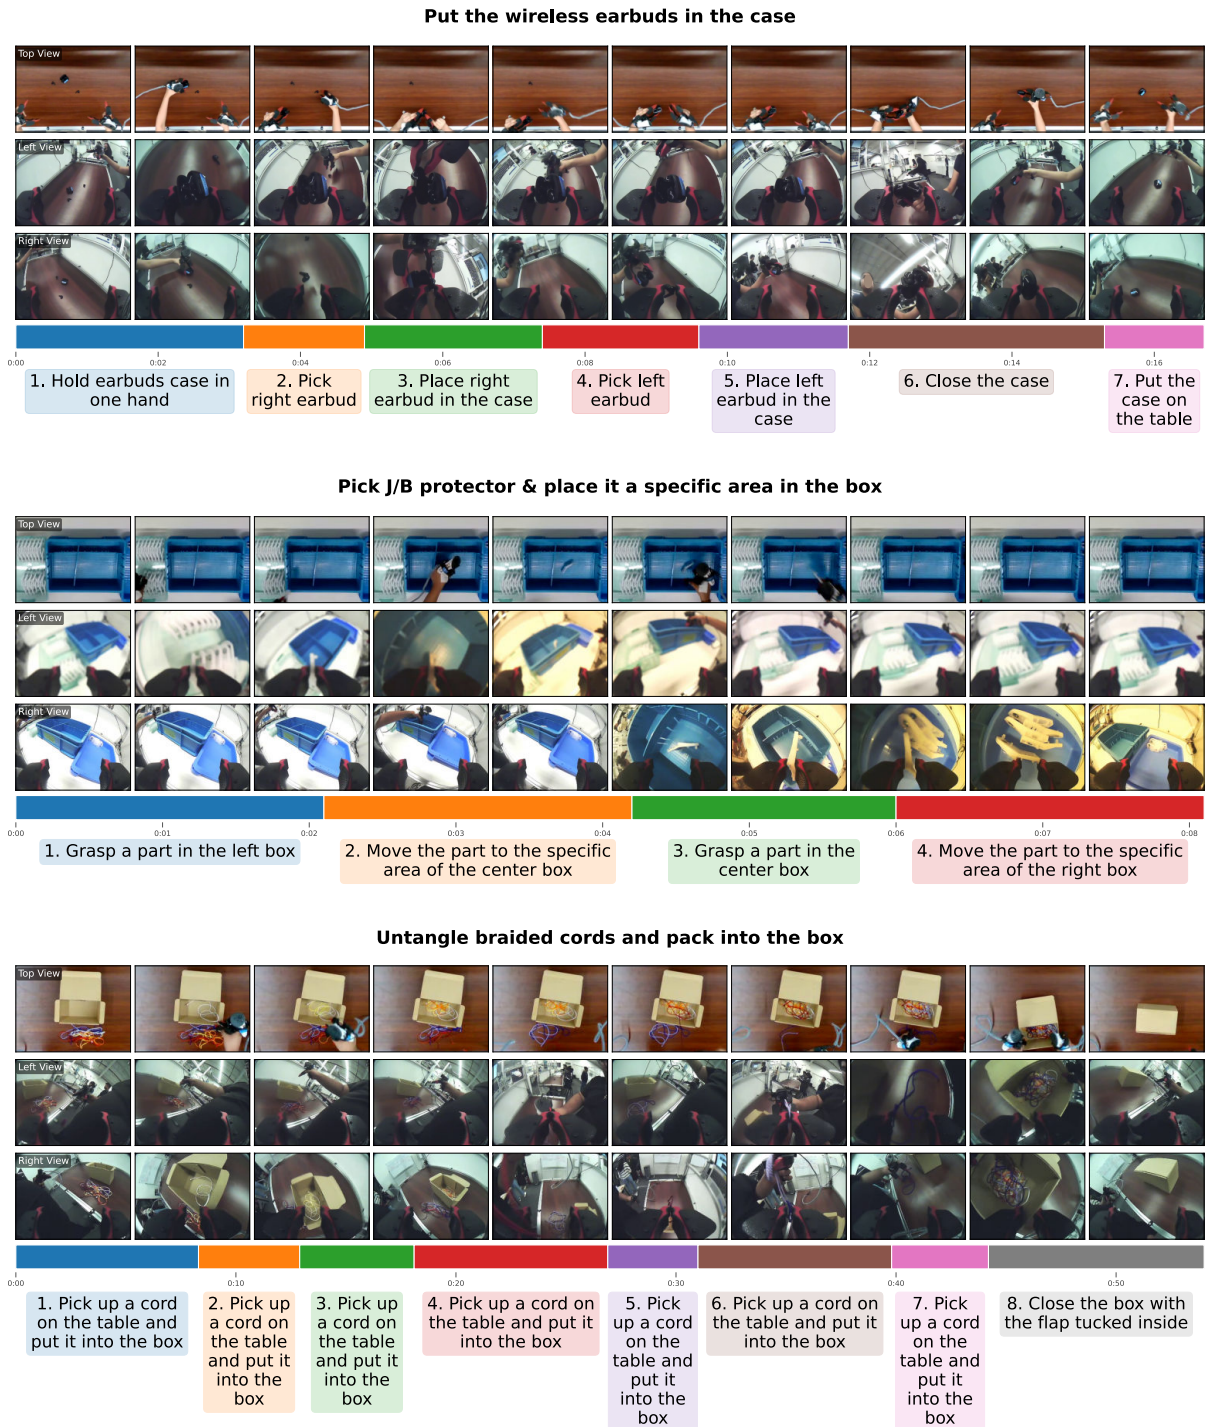 Put the wireless earbuds in the case
Top View
Left View
Right View
0:00
0:02
0:04
0:06
0:08
0:10
0:12
0:14
0:16
1. Hold earbuds case in
one hand
2. Pick
right earbud
3. Place right
earbud in the case
4. Pick left
earbud
5. Place left
earbud in the
case
6. Close the case
7. Put the
case on
the table
Pick J/B protector & place it a specific area in the box
Top View
Left View
Right View
0:00
0:01
0:02
0:03
0:04
0:05
0:06
0:07
0:08
1. Grasp a part in the left box
2. Move the part to the specific
area of the center box
3. Grasp a part in the
center box
4. Move the part to the specific
area of the right box
Untangle braided cords and pack into the box
Top View
Left View
Right View
0:00
0:10
0:20
0:30
0:40
0:50
1. Pick up a cord
on the table and
put it into the box
2. Pick up
a cord on
the table
and put it
into the
box
3. Pick up
a cord on
the table
and put it
into the
box
4. Pick up a cord on
the table and put it
into the box
5. Pick
up a cord
on the
table and
put it
into the
box
6. Pick up a cord on
the table and put it
into the box
7. Pick
up a cord
on the
table and
put it
into the
box
8. Close the box with
the flap tucked inside